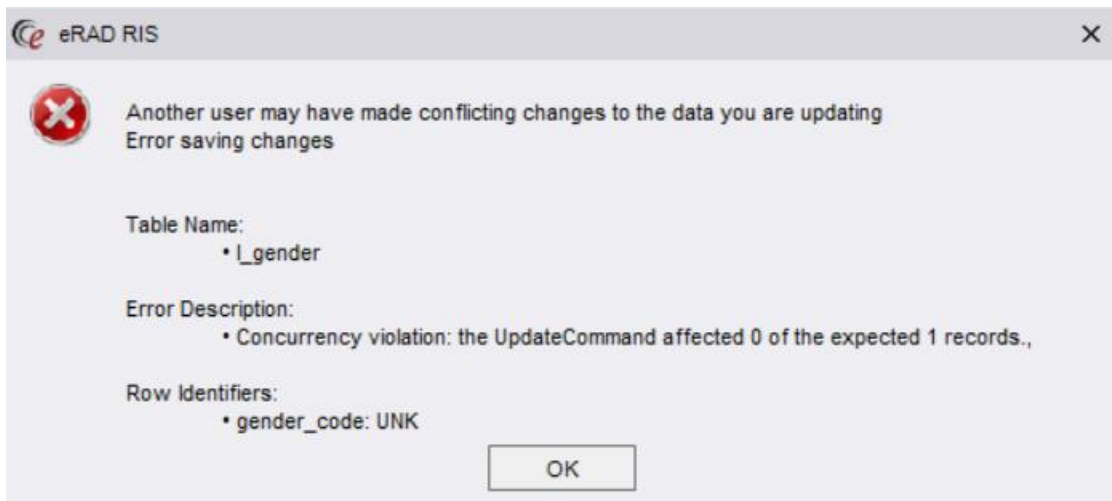 eRAD RIS
Another user may have made conflicting changes to the data you are updating
Error saving changes
Table Name:
• l_gender
Error Description:
• Concurrency violation: the UpdateCommand affected 0 of the expected 1 records.,
Row Identifiers:
• gender_code: UNK
OK